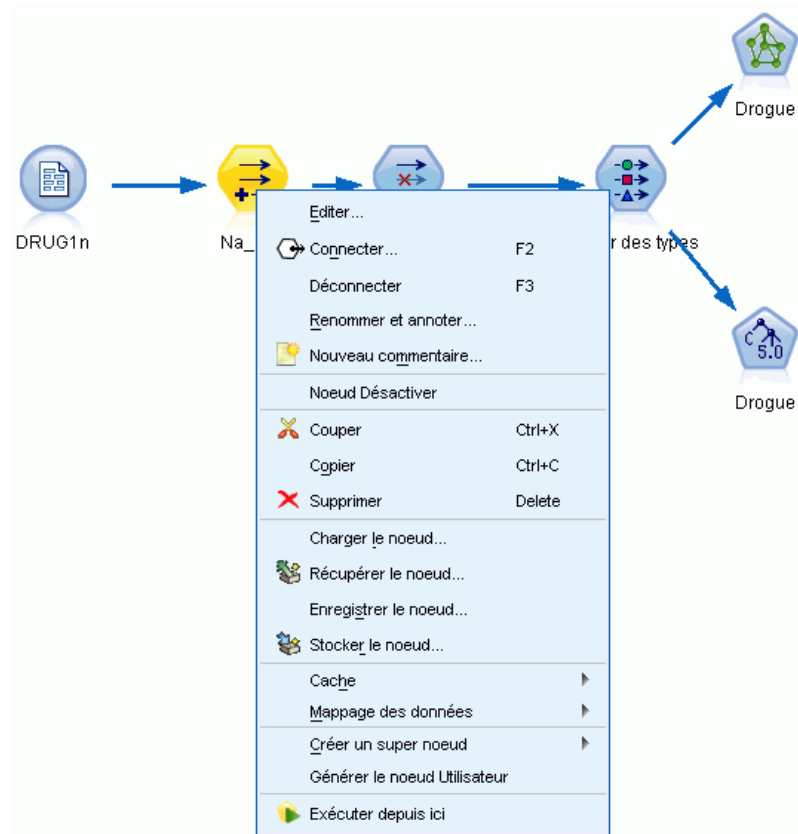 Drogue
DRUG1n
Na_
r des types
Editer...
Connecter... F2
Déconnecter F3
Renommer et annoter...
Nouveau commentaire...
Noeud Désactiver
Couper Ctrl+X
Copier Ctrl+C
Supprimer Delete
Charger le noeud...
Récupérer le noeud...
Enregistrer le noeud...
Stocker le noeud...
Cache
Mappage des données
Créer un super noeud
Générer le noeud Utilisateur
Exécuter depuis ici
C 5.0
Drogue